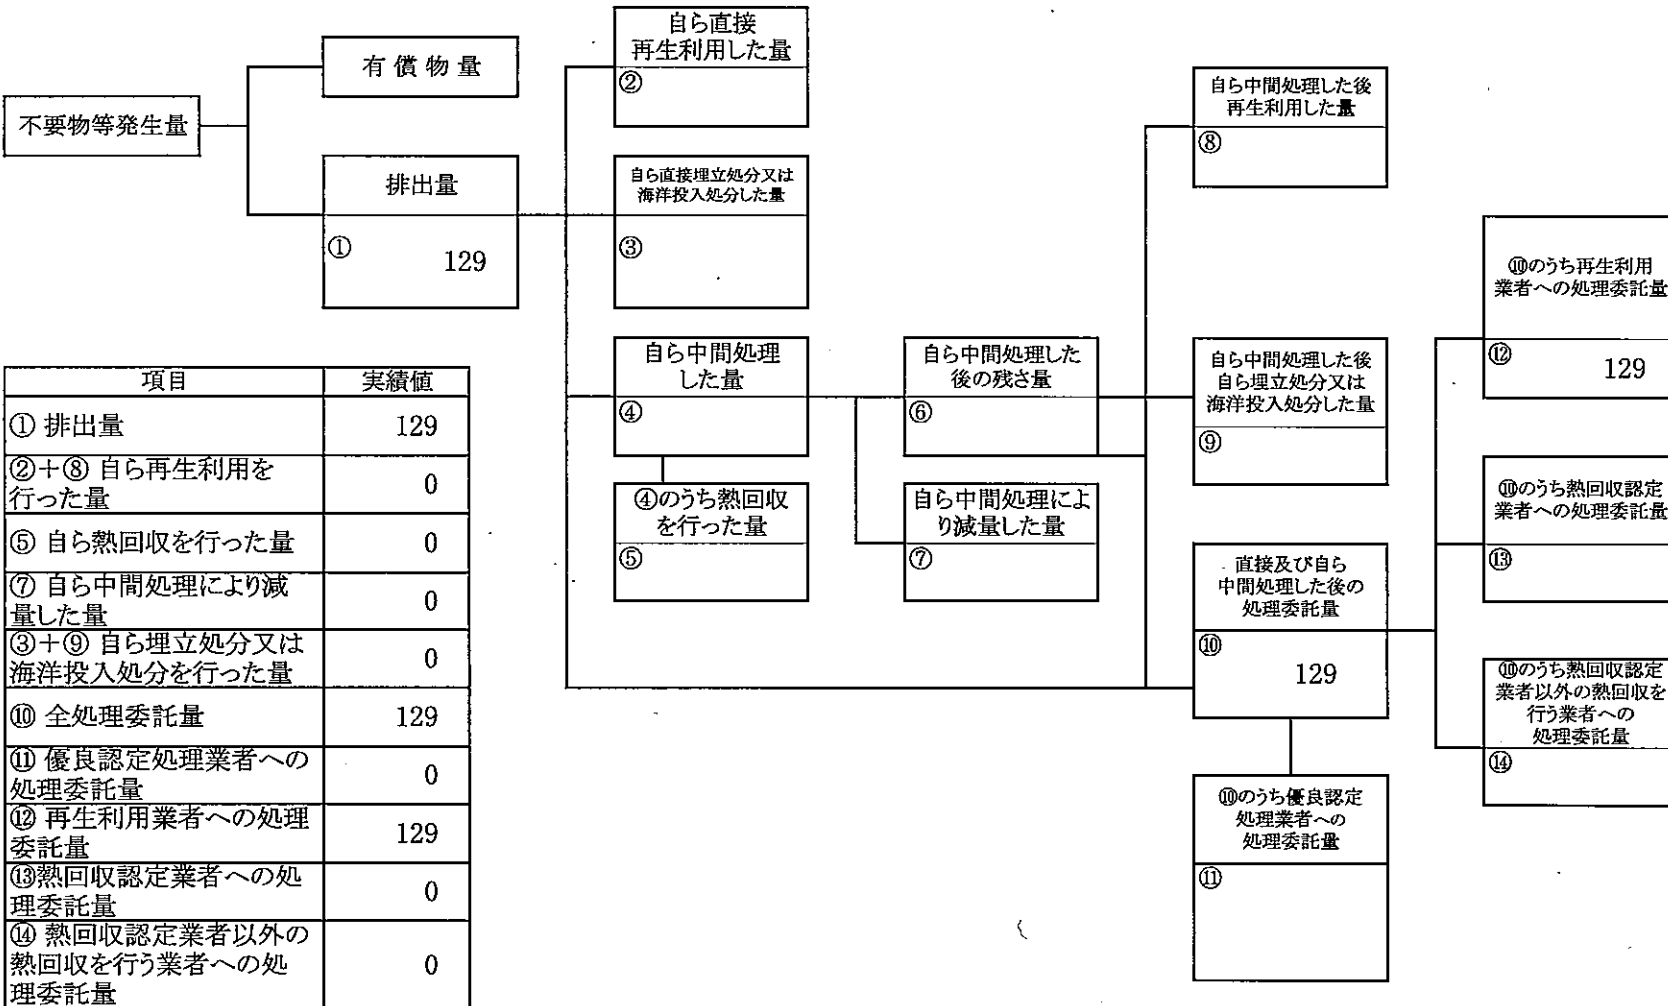 不要物等発生量
有償物量
排出量
① 129
自ら直接
再生利用した量
②
自ら直接埋立処分又は
海洋投入処分した量
③
自ら中間処理
した量
④
④のうち熱回収
を行った量
⑤
自ら中間処理した
後の残さ量
⑥
自ら中間処理によ
り減量した量
⑦
自ら中間処理した後
再生利用した量
⑧
自ら中間処理した後
自ら埋立処分又は
海洋投入処分した量
⑨
直接及び自ら
中間処理した後の
処理委託量
⑩ 129
⑩のうち優良認定
処理業者への
処理委託量
⑪
⑩のうち再生利用
業者への処理委託量
⑫ 129
⑩のうち熱回収認定
業者への処理委託量
⑬
⑩のうち熱回収認定
業者以外の熱回収を
行う業者への
処理委託量
⑭
項目 実績値
① 排出量 129
②+⑧ 自ら再生利用を
行った量 0
⑤ 自ら熱回収を行った量 0
⑦ 自ら中間処理により減
量した量 0
③+⑨ 自ら埋立処分又は
海洋投入処分を行った量 0
⑩ 全処理委託量 129
⑪ 優良認定処理業者への
処理委託量 0
⑫ 再生利用業者への処理
委託量 129
⑬熱回収認定業者への処
理委託量 0
⑭ 熱回収認定業者以外の
熱回収を行う業者への処
理委託量 0